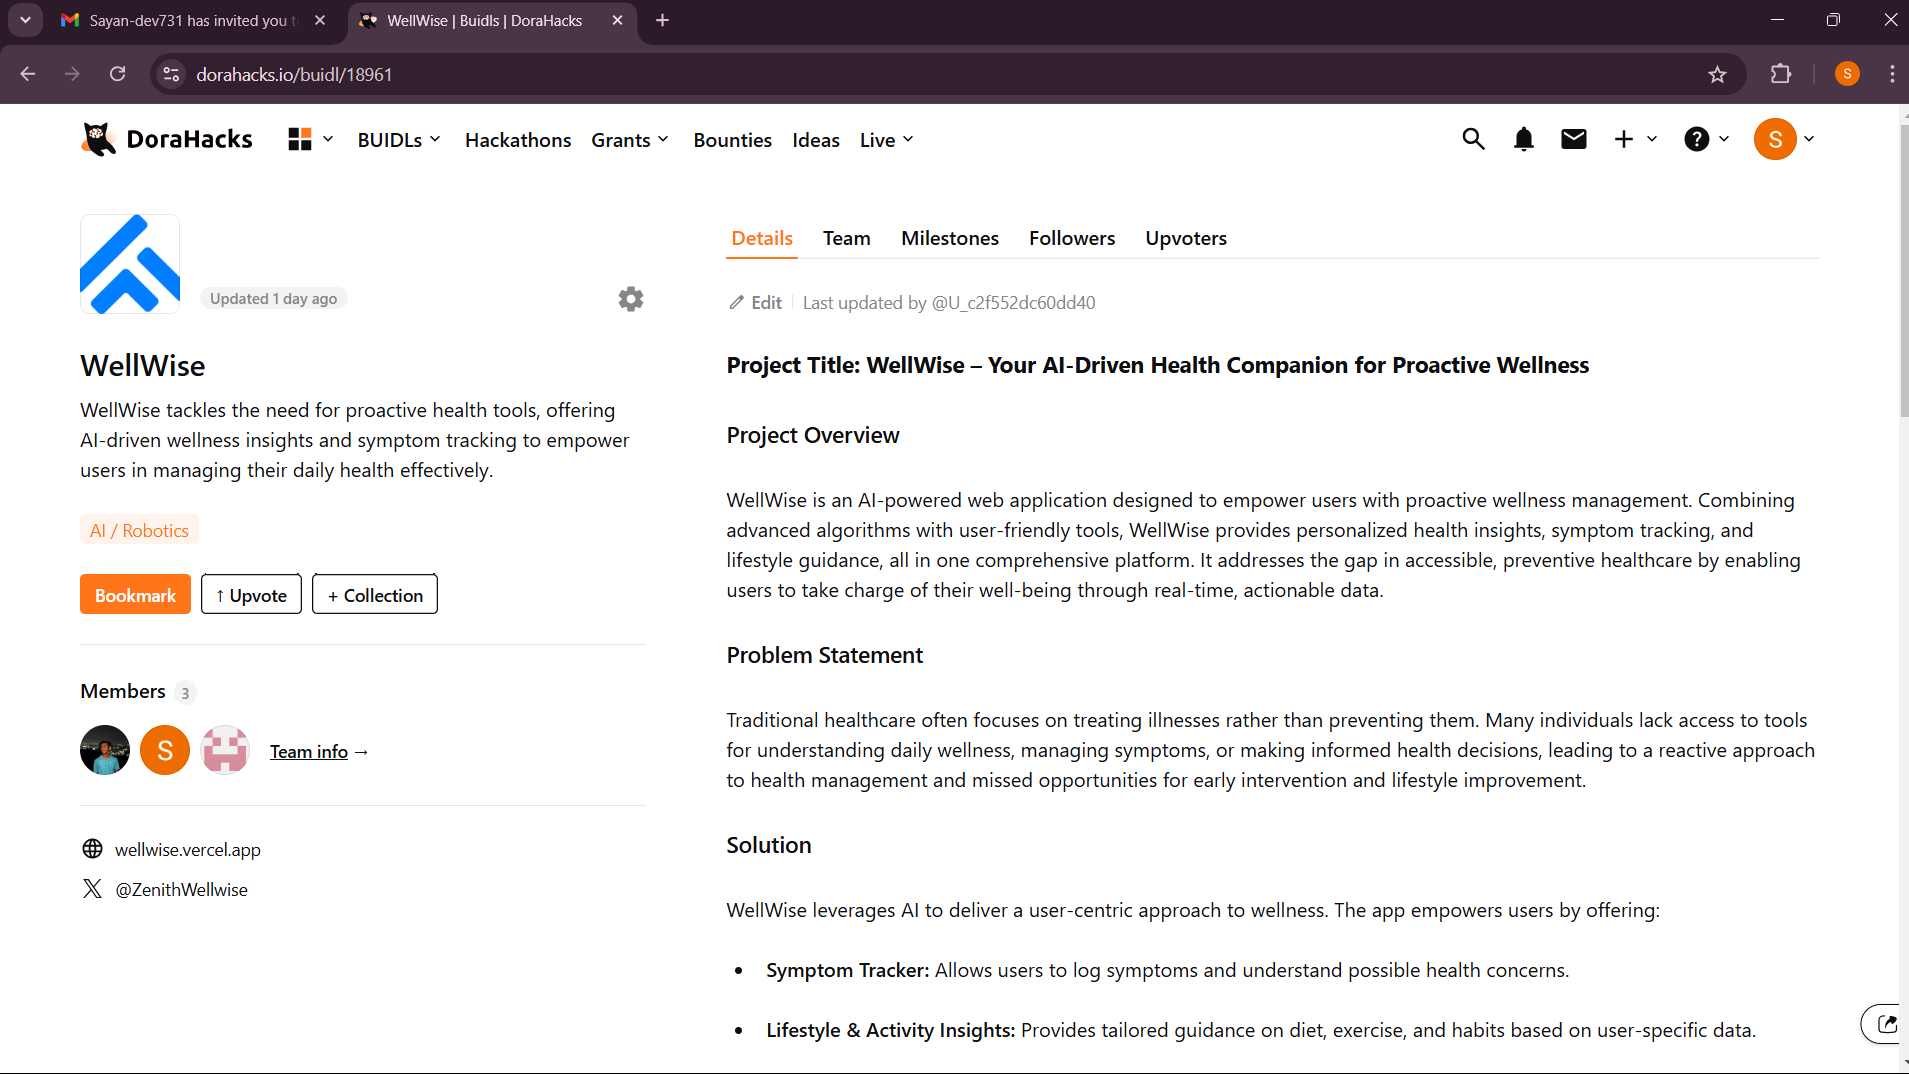 Sayan-dev731 has invited you t
WellWise | Buidls | DoraHacks
dorahacks.io/buidl/18961
S
DoraHacks
BUIDLs
Hackathons
Grants
Bounties
Ideas
Live
S
Updated 1 day ago
WellWise
WellWise tackles the need for proactive health tools, offering
AI-driven wellness insights and symptom tracking to empower
users in managing their daily health effectively.
AI / Robotics
Bookmark
↑ Upvote
+ Collection
Members 3
S
Team info →
wellwise.vercel.app
@ZenithWellwise
Details
Team
Milestones
Followers
Upvoters
Edit
Last updated by @U_c2f552dc60dd40
Project Title: WellWise – Your AI-Driven Health Companion for Proactive Wellness
Project Overview
WellWise is an AI-powered web application designed to empower users with proactive wellness management. Combining
advanced algorithms with user-friendly tools, WellWise provides personalized health insights, symptom tracking, and
lifestyle guidance, all in one comprehensive platform. It addresses the gap in accessible, preventive healthcare by enabling
users to take charge of their well-being through real-time, actionable data.
Problem Statement
Traditional healthcare often focuses on treating illnesses rather than preventing them. Many individuals lack access to tools
for understanding daily wellness, managing symptoms, or making informed health decisions, leading to a reactive approach
to health management and missed opportunities for early intervention and lifestyle improvement.
Solution
WellWise leverages AI to deliver a user-centric approach to wellness. The app empowers users by offering:
• Symptom Tracker: Allows users to log symptoms and understand possible health concerns.
• Lifestyle & Activity Insights: Provides tailored guidance on diet, exercise, and habits based on user-specific data.